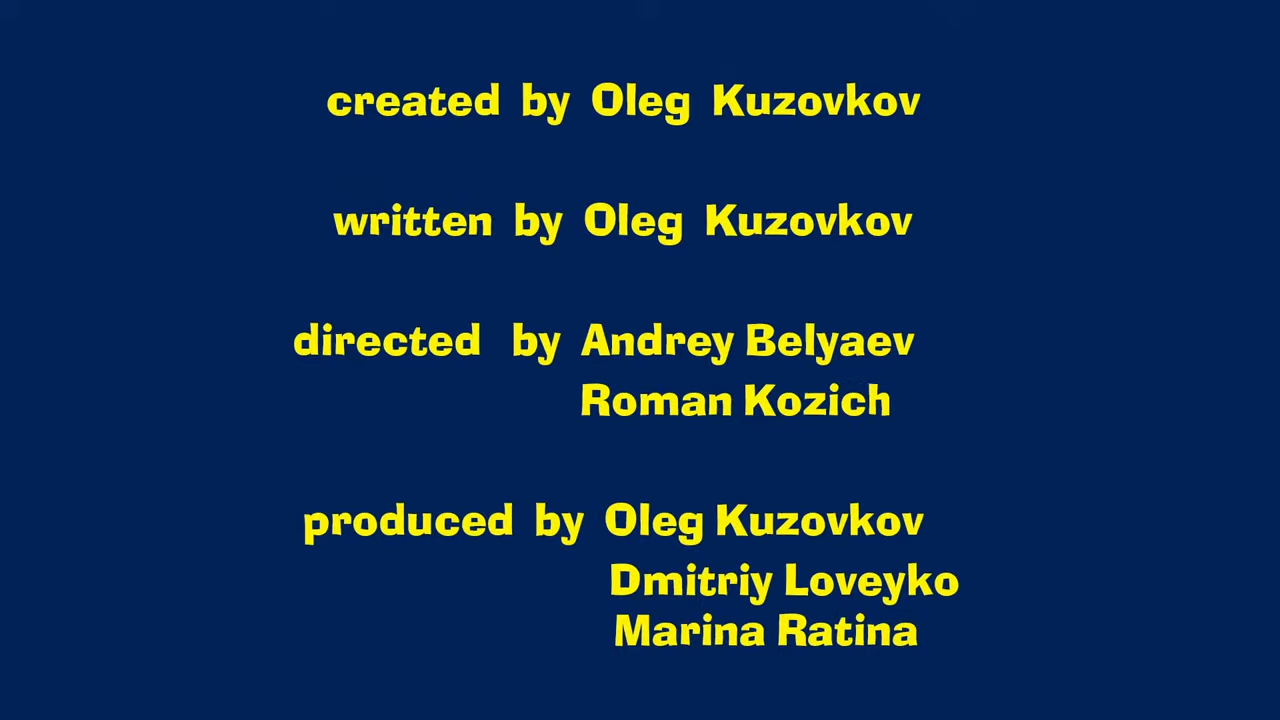 created by Oleg Kuzovkov
written by Oleg Kuzovkov
directed by Andrey Belyaev
Roman Kozich
produced by Oleg Kuzovkov
Dmitriy Loveyko
Marina Ratina